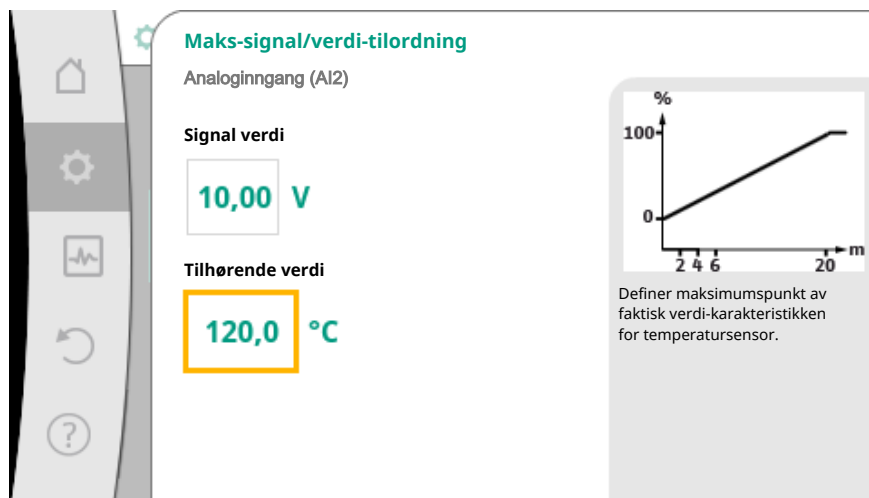 Maks-signal/verdi-tilordning
Analoginngang (AI2)
Signal verdi
10,00 V
Tilhørende verdi
120,0 °C
%
100
0
2 4 6 20 m
Definer maksimumspunkt av
faktisk verdi-karakteristikken
for temperatursensor.
?